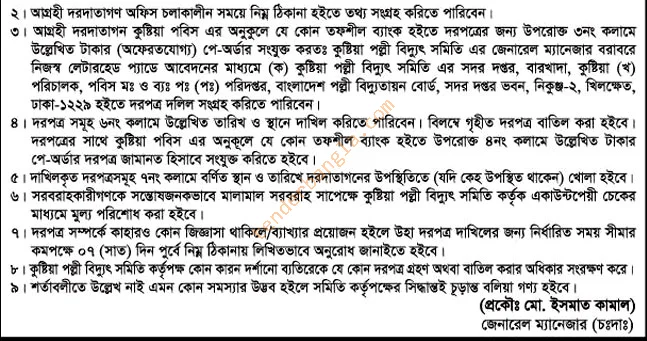 ২। আগ্রহী দরদাতাগণ অফিস চলাকালীন সময়ে নিম্ন ঠিকানা হইতে তথ্য সংগ্রহ করিতে পারিবেন।
৩। আগ্রহী দরদাতাগন কুষ্টিয়া পবিস এর অনুকুলে যে কোন তফশীল ব্যাংক হইতে দরপত্রের জন্য উপরোক্ত ৩নং কলামে
উল্লেখিত টাকার (অফেরতযোগ্য) পে-অর্ডার সংযুক্ত করতঃ কুষ্টিয়া পল্লী বিদ্যুৎ সমিতি এর জেনারেল ম্যানেজার বরাবরে
নিজস্ব লেটারহেড প্যাডে আবেদনের মাধ্যমে (ক) কুষ্টিয়া পল্লী বিদ্যুৎ সমিতি এর সদর দপ্তর, বারখাদা, কুষ্টিয়া (খ)
পরিচালক, পবিস মঃ ও ব্যঃ পঃ (পঃ) পরিদপ্তর, বাংলাদেশ পল্লী বিদ্যুতায়ন বোর্ড, সদর দপ্তর ভবন, নিকুঞ্জ-২, খিলক্ষেত,
ঢাকা-১২২৯ হইতে দরপত্র দলিল সংগ্রহ করিতে পারিবেন।
৪। দরপত্র সমূহ ৬নং কলামে উল্লেখিত তারিখ ও স্থানে দাখিল করিতে পারিবেন। বিলম্বে গৃহীত দরপত্র বাতিল করা হইবে।
দরপত্রের সাথে কুষ্টিয়া পবিস এর অনুকুলে যে কোন তফশীল ব্যাংক হইতে উপরোক্ত ৪নং কলামে উল্লেখিত টাকার
পে-অর্ডার দরপত্র জামানত হিসাবে সংযুক্ত করিতে হইবে।
৫। দাখিলকৃত দরপত্রসমূহ ৭নং কলামে বর্ণিত স্থান ও তারিখে দরদাতাগনের উপস্থিতিতে (যদি কেহ উপস্থিত থাকেন) খোলা হইবে।
৬। সরবরাহকারীগণকে সন্তোষজনকভাবে মালামাল সরবরাহ সাপেক্ষে কুষ্টিয়া পল্লী বিদ্যুৎ সমিতি কর্তৃক একাউন্টপেয়ী চেকের
মাধ্যমে মুল্য পরিশোধ করা হইবে।
৭। দরপত্র সম্পর্কে কাহারও কোন জিজ্ঞাসা থাকিলে/ব্যাখ্যার প্রয়োজন হইলে উহা দরপত্র দাখিলের জন্য নির্ধারিত সময় সীমার
কমপক্ষে ০৭ (সাত) দিন পুর্বে নিম্ন ঠিকানায় লিখিতভাবে অনুরোধ জানাইতে হইবে।
৮। কুষ্টিয়া পল্লী বিদ্যুৎ সমিতি কর্তৃপক্ষ কোন কারন দর্শানো ব্যতিরেকে যে কোন দরপত্র গ্রহণ অথবা বাতিল করার অধিকার সংরক্ষণ করে।
৯। শর্তাবলীতে উল্লেখ নাই এমন কোন সমস্যার উদ্ভব হইলে সমিতি কর্তৃপক্ষের সিদ্ধান্তই চূড়ান্ত বলিয়া গণ্য হইবে।
(প্রকৌঃ মো. ইসমাত কামাল)
জেনারেল ম্যানেজার (চঃদাঃ)